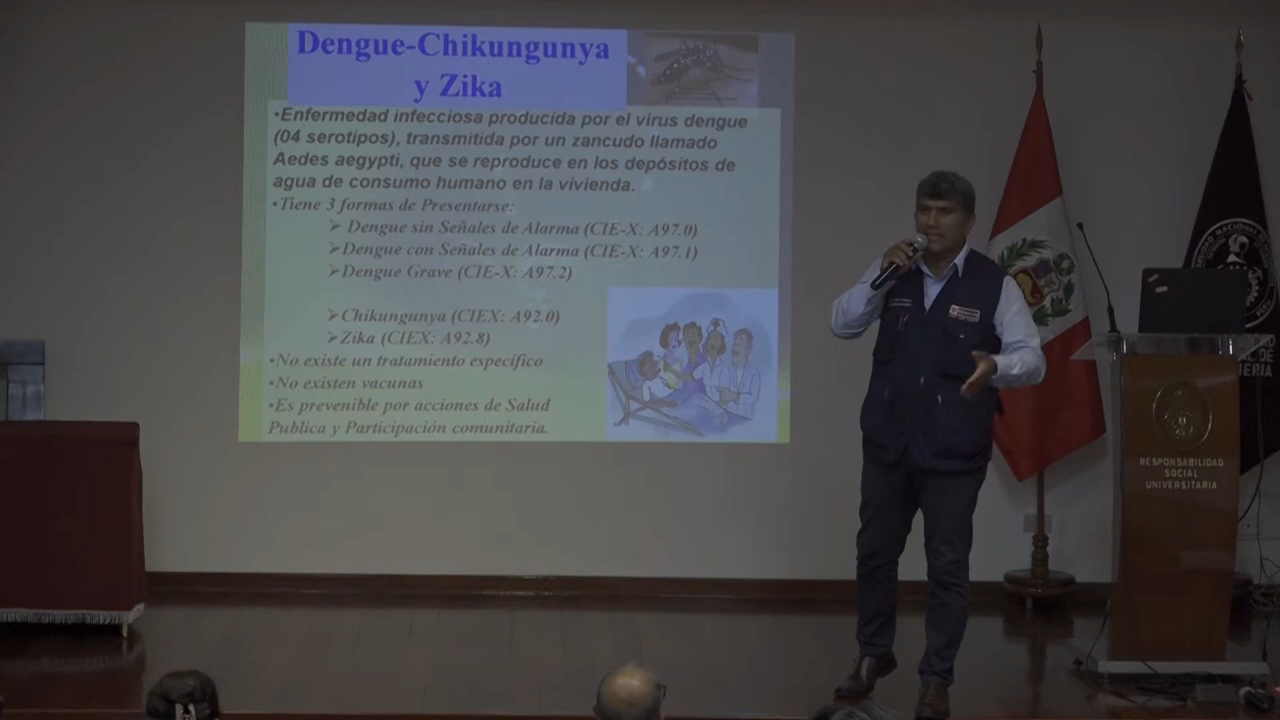 Dengue-Chikungunya
y Zika
•Enfermedad infecciosa producida por el virus dengue
(04 serotipos), transmitida por un zancudo llamado
Aedes aegypti, que se reproduce en los depósitos de
agua de consumo humano en la vivienda.
•Tiene 3 formas de Presentarse:
➢ Dengue sin Señales de Alarma (CIE-X: A97.0)
➢Dengue con Señales de Alarma (CIE-X: A97.1)
➢Dengue Grave (CIE-X: A97.2)
➢Chikungunya (CIEX: A92.0)
➢Zika (CIEX: A92.8)
•No existe un tratamiento específico
•No existen vacunas
•Es prevenible por acciones de Salud
Publica y Participación comunitaria.
RESPONSABILIDAD
SOCIAL
UNIVERSITARIA